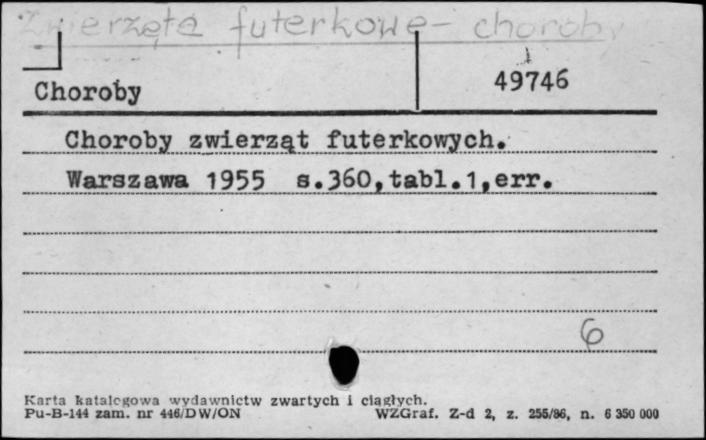 Zwierzęta futerkowe - choroby
Choroby
49746
Choroby zwierząt futerkowych.
Warszawa 1955 s.360,tabl.1,err.
6
Karta katalogowa wydawnictw zwartych i ciągłych.
Pu-B-144 zam. nr 446/DW/ON WZGraf. Z-d 2, z. 255/86, n. 6 350 000